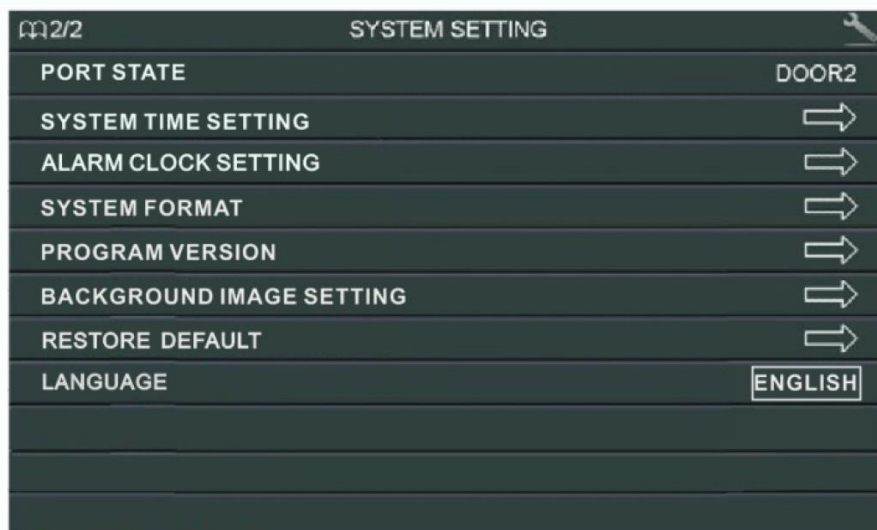 2/2 SYSTEM SETTING
PORT STATE DOOR2
SYSTEM TIME SETTING
ALARM CLOCK SETTING
SYSTEM FORMAT
PROGRAM VERSION
BACKGROUND IMAGE SETTING
RESTORE DEFAULT
LANGUAGE ENGLISH